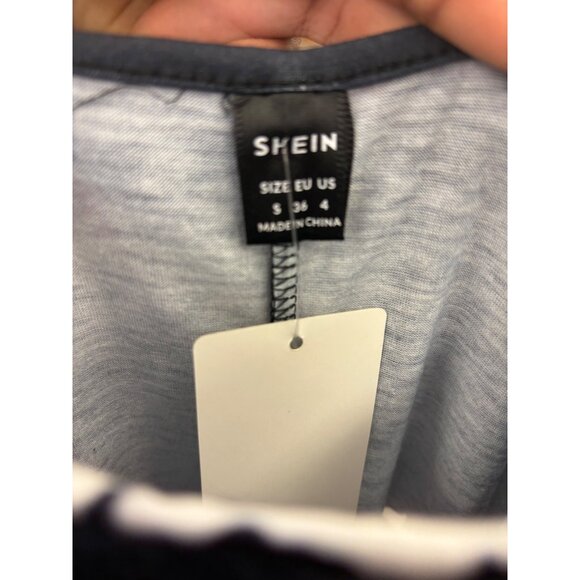 SHEIN
SIZE EU US
S 36 4
MADE IN CHINA